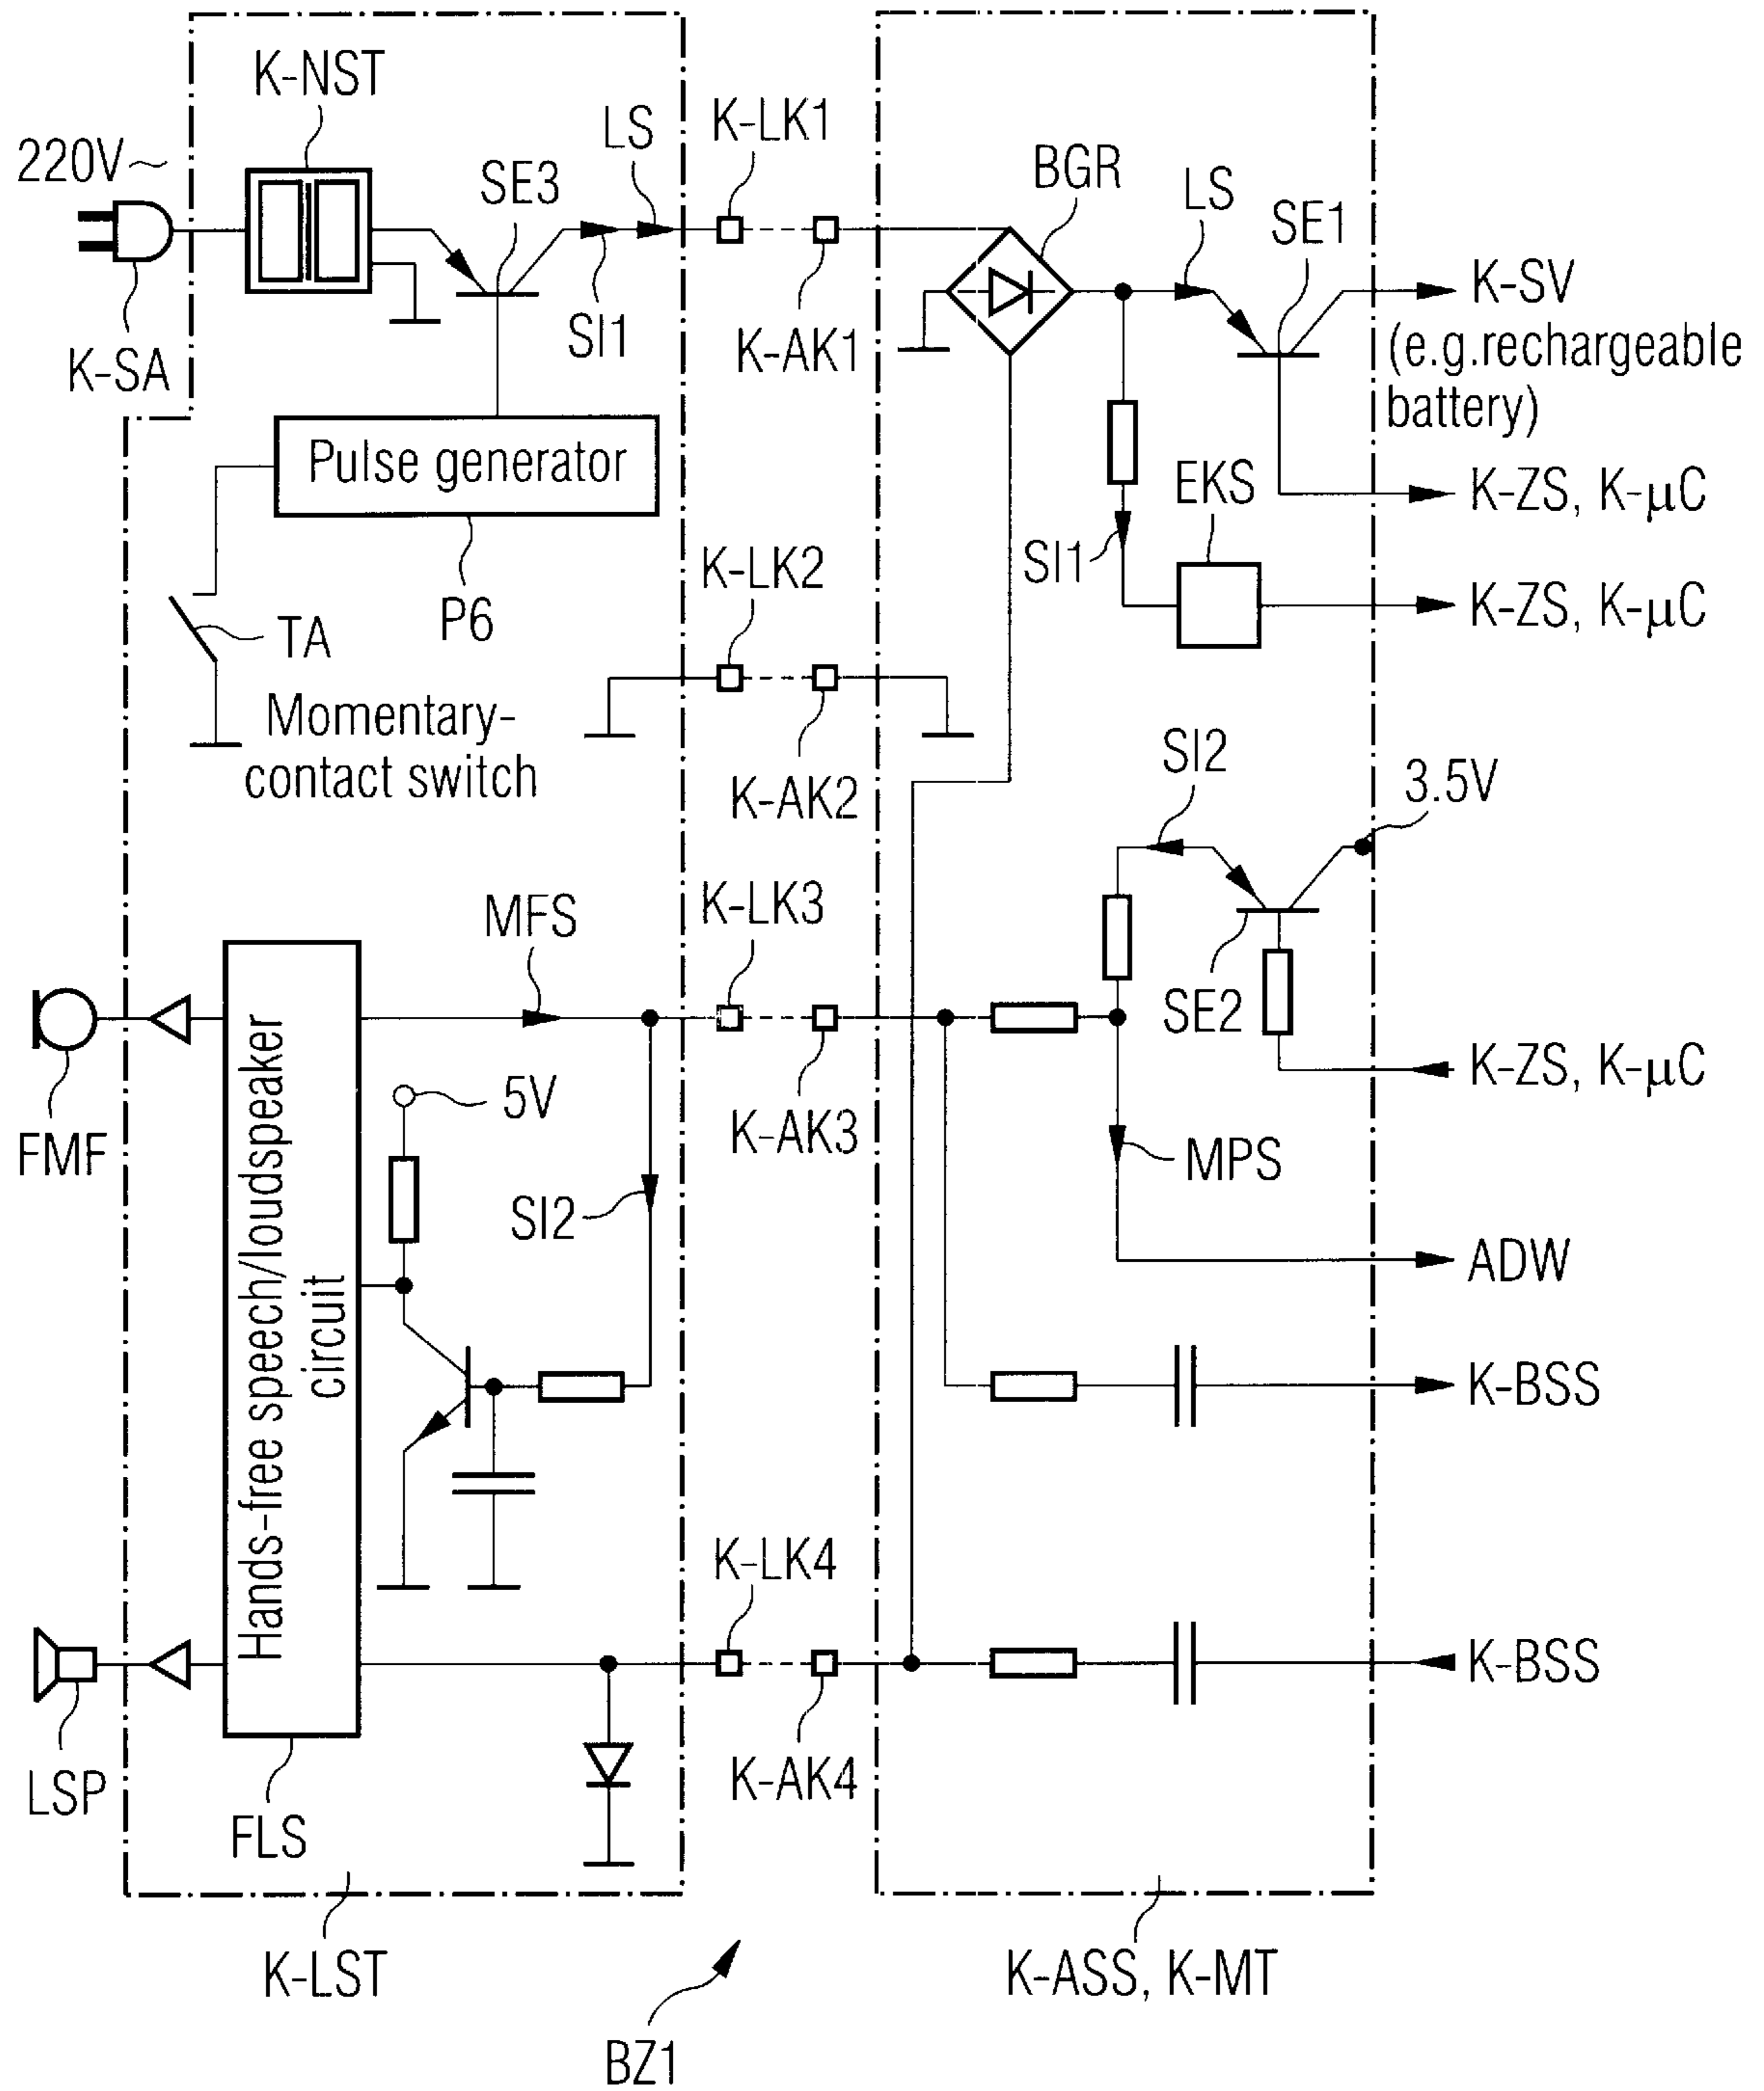 K-NST
220V~
K-SA
SE3
LS
SI1
K-LK1
K-AK1
BGR
LS
SE1
K-SV
(e.g.rechargeable
battery)
K-ZS, K-μC
Pulse generator
P6
TA
Momentary-
contact switch
K-LK2
K-AK2
SI1
EKS
K-ZS, K-μC
SI2
3.5V
SE2
K-ZS, K-μC
MFS
K-LK3
K-AK3
FMF
5V
SI2
MPS
ADW
Hands-free speech/loudspeaker
circuit
K-BSS
K-LK4
K-AK4
K-BSS
LSP
FLS
K-LST
K-ASS, K-MT
BZ1